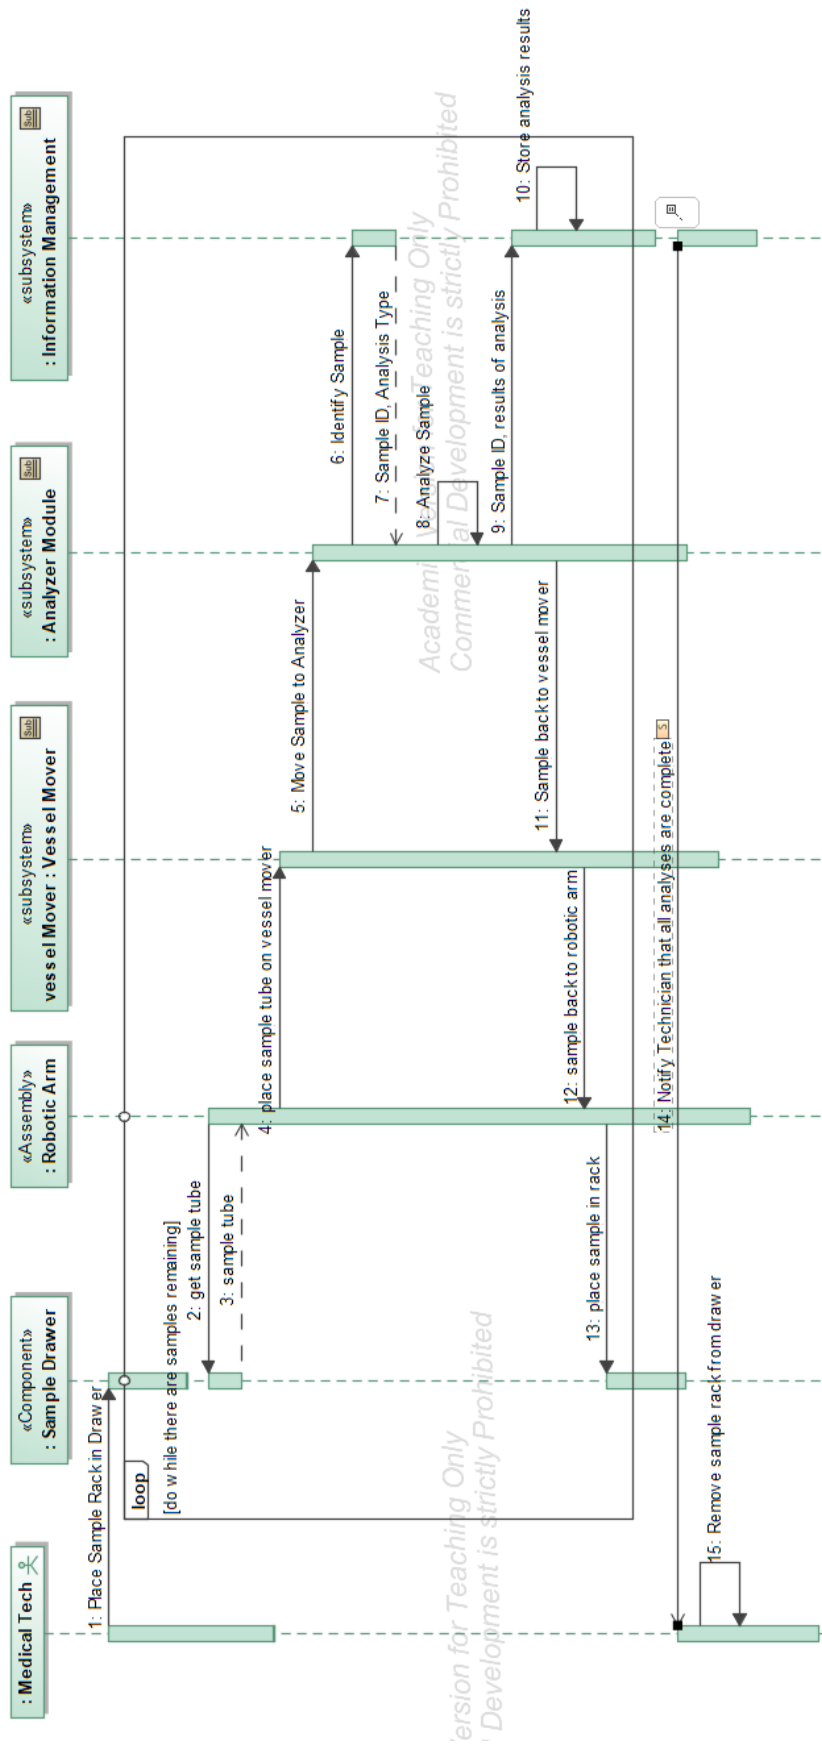 : Medical Tech
«Component»
: Sample Drawer
«Assembly»
: Robotic Arm
«subsystem»
vessel Mover : Vessel Mover
Sub
«subsystem»
: Analyzer Module
Sub
«subsystem»
: Information Management
Sub
1: Place Sample Rack in Drawer
loop
[do while there are samples remaining]
2: get sample tube
3: sample tube
4: place sample tube on vessel mover
5: Move Sample to Analyzer
6: Identify Sample
7: Sample ID, Analysis Type
8: Analyze Sample
9: Sample ID, results of analysis
10: Store analysis results
11: Sample back to vessel mover
12: sample back to robotic arm
13: place sample in rack
14: Notify Technician that all analyses are complete
S
15: Remove sample rack from drawer
Academic Version for Teaching Only
Commercial Development is strictly Prohibited
ersion for Teaching Only
Development is strictly Prohibited